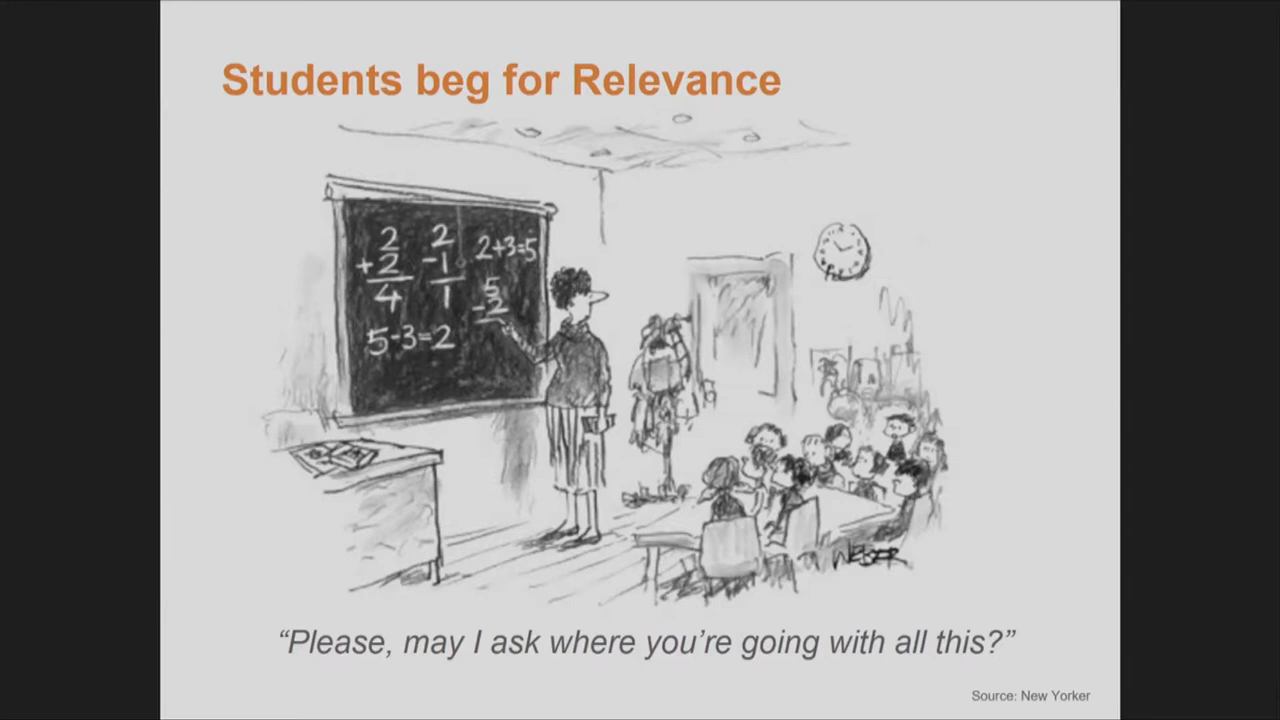 Students beg for Relevance
2
+2
4
2
-1
1
2+3=5
5
-2
5-3=2
WEBER
“Please, may I ask where you’re going with all this?”
Source: New Yorker